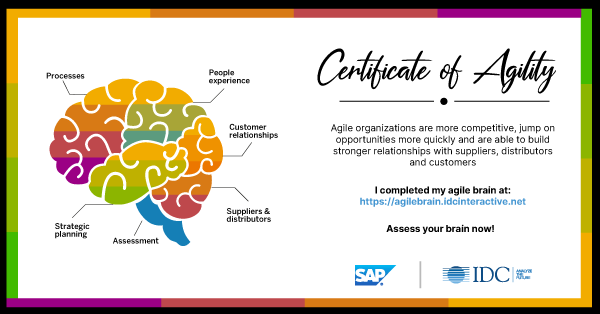 Certificate of Agility
Processes
People
experience
Customer
relationships
Suppliers &
distributors
Assessment
Strategic
planning
Agile organizations are more competitive, jump on
opportunities more quickly and are able to build
stronger relationships with suppliers, distributors
and customers
I completed my agile brain at:
https://agilebrain.idcinteractive.net
Assess your brain now!
SAP
IDC
ANALYZE
THE
FUTURE